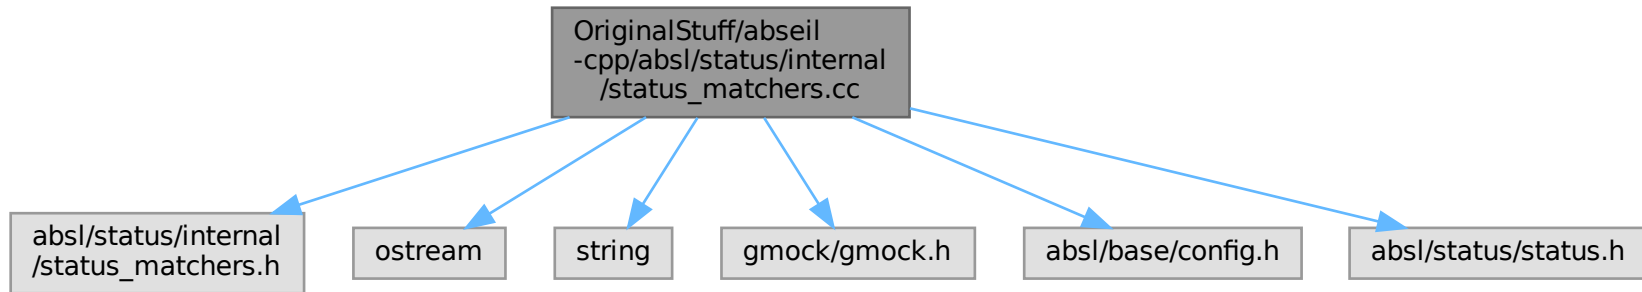 OriginalStuff/abseil
-cpp/absl/status/internal
/status_matchers.cc
absl/status/internal
/status_matchers.h
ostream
string
gmock/gmock.h
absl/base/config.h
absl/status/status.h